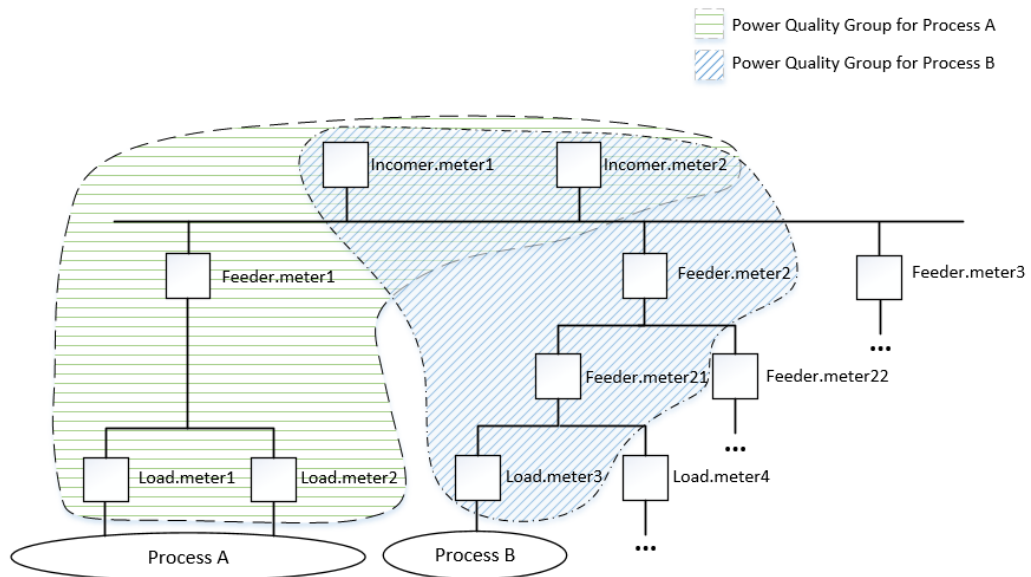 Power Quality Group for Process A
Power Quality Group for Process B
Incomer.meter1
Incomer.meter2
Feeder.meter1
Feeder.meter2
Feeder.meter3
...
Feeder.meter21
Feeder.meter22
...
Load.meter1
Load.meter2
Load.meter3
Load.meter4
...
Process A
Process B